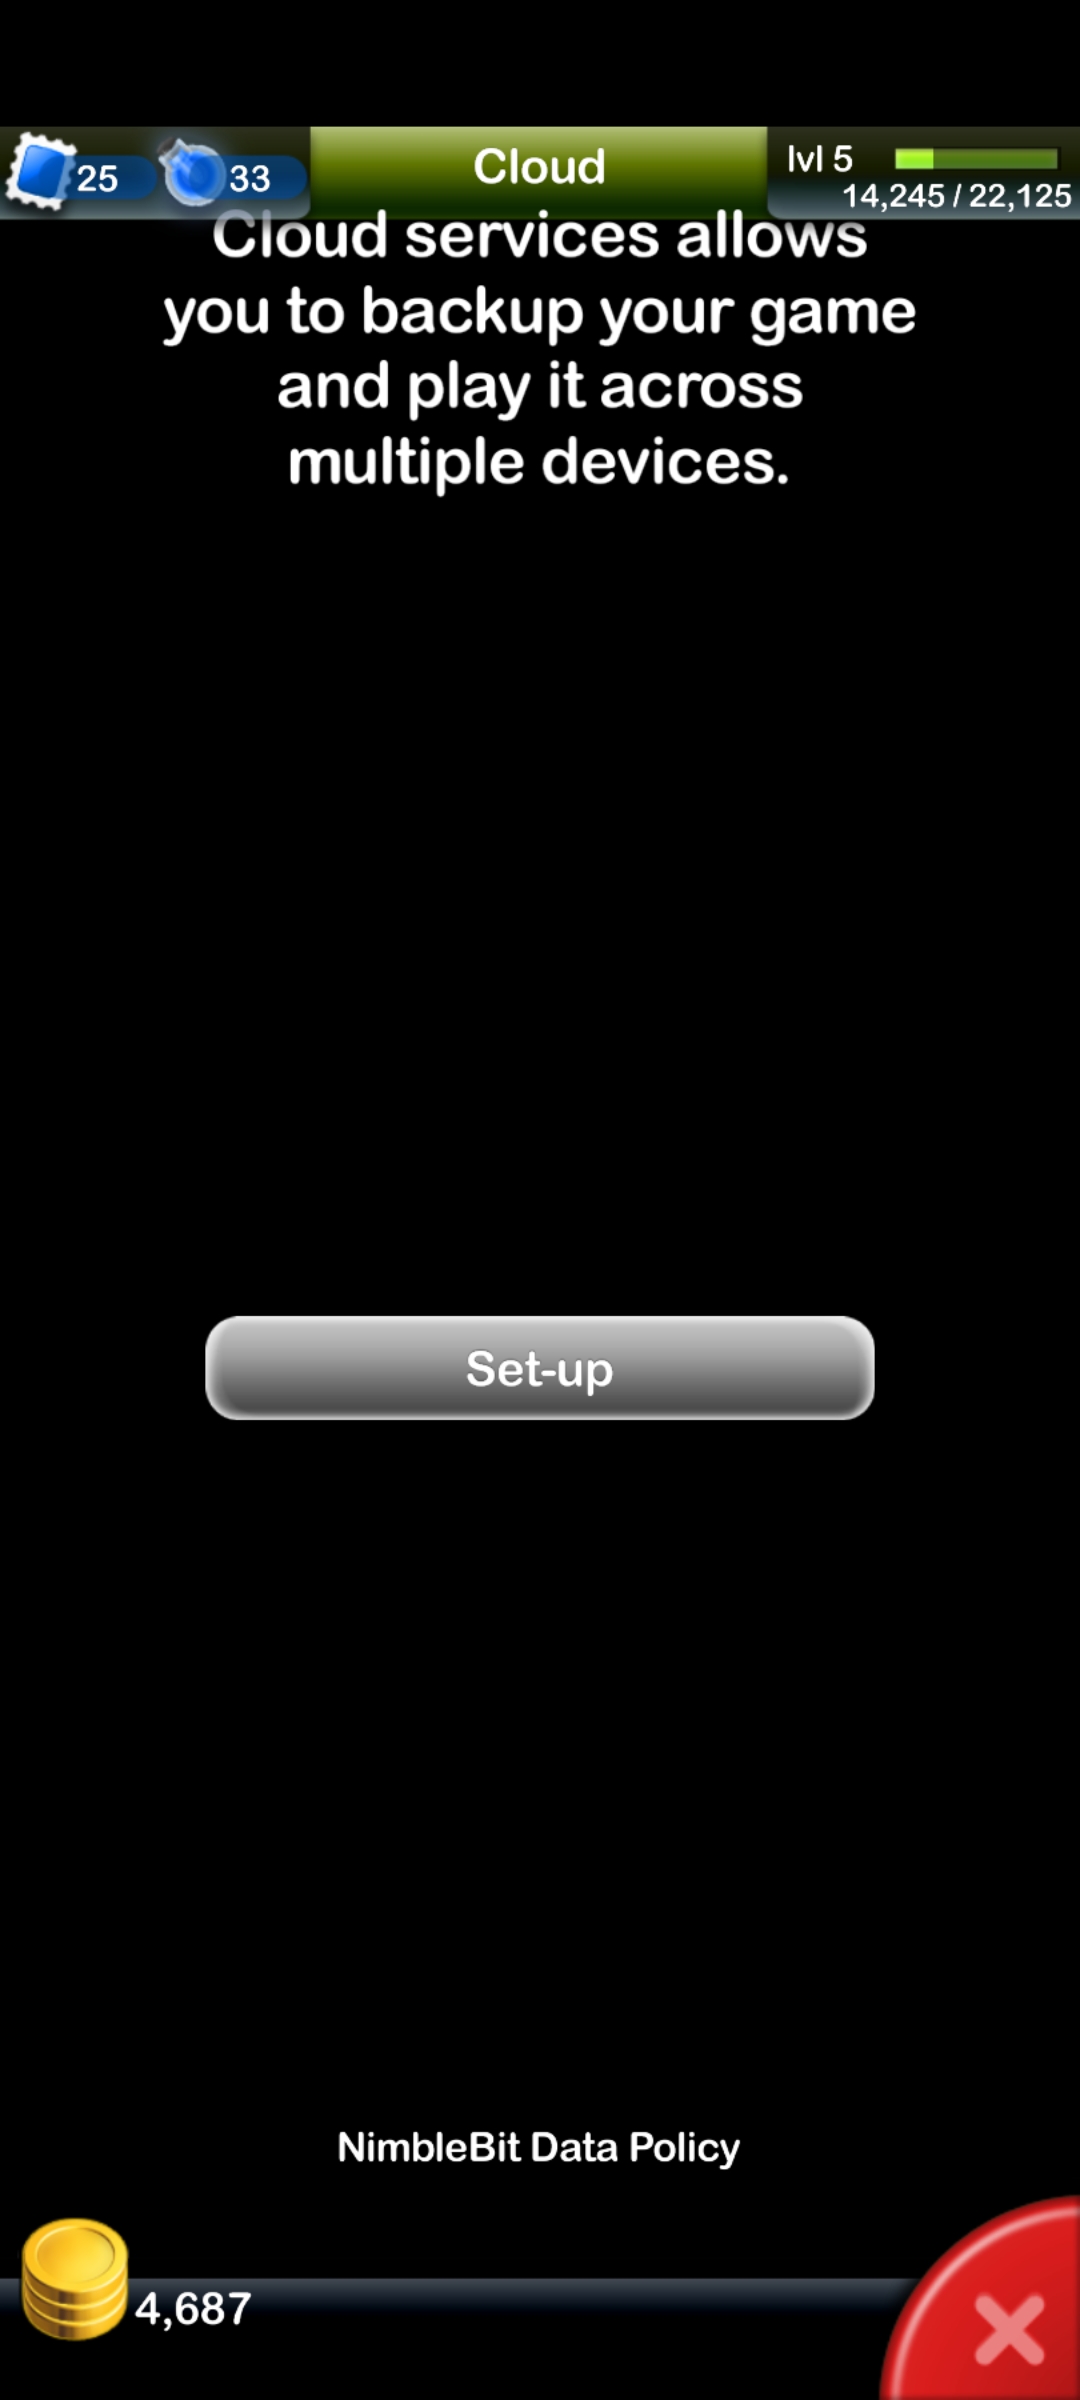 25
33
Cloud
lvl 5
14,245 / 22,125
Cloud services allows
you to backup your game
and play it across
multiple devices.
Set-up
NimbleBit Data Policy
4,687